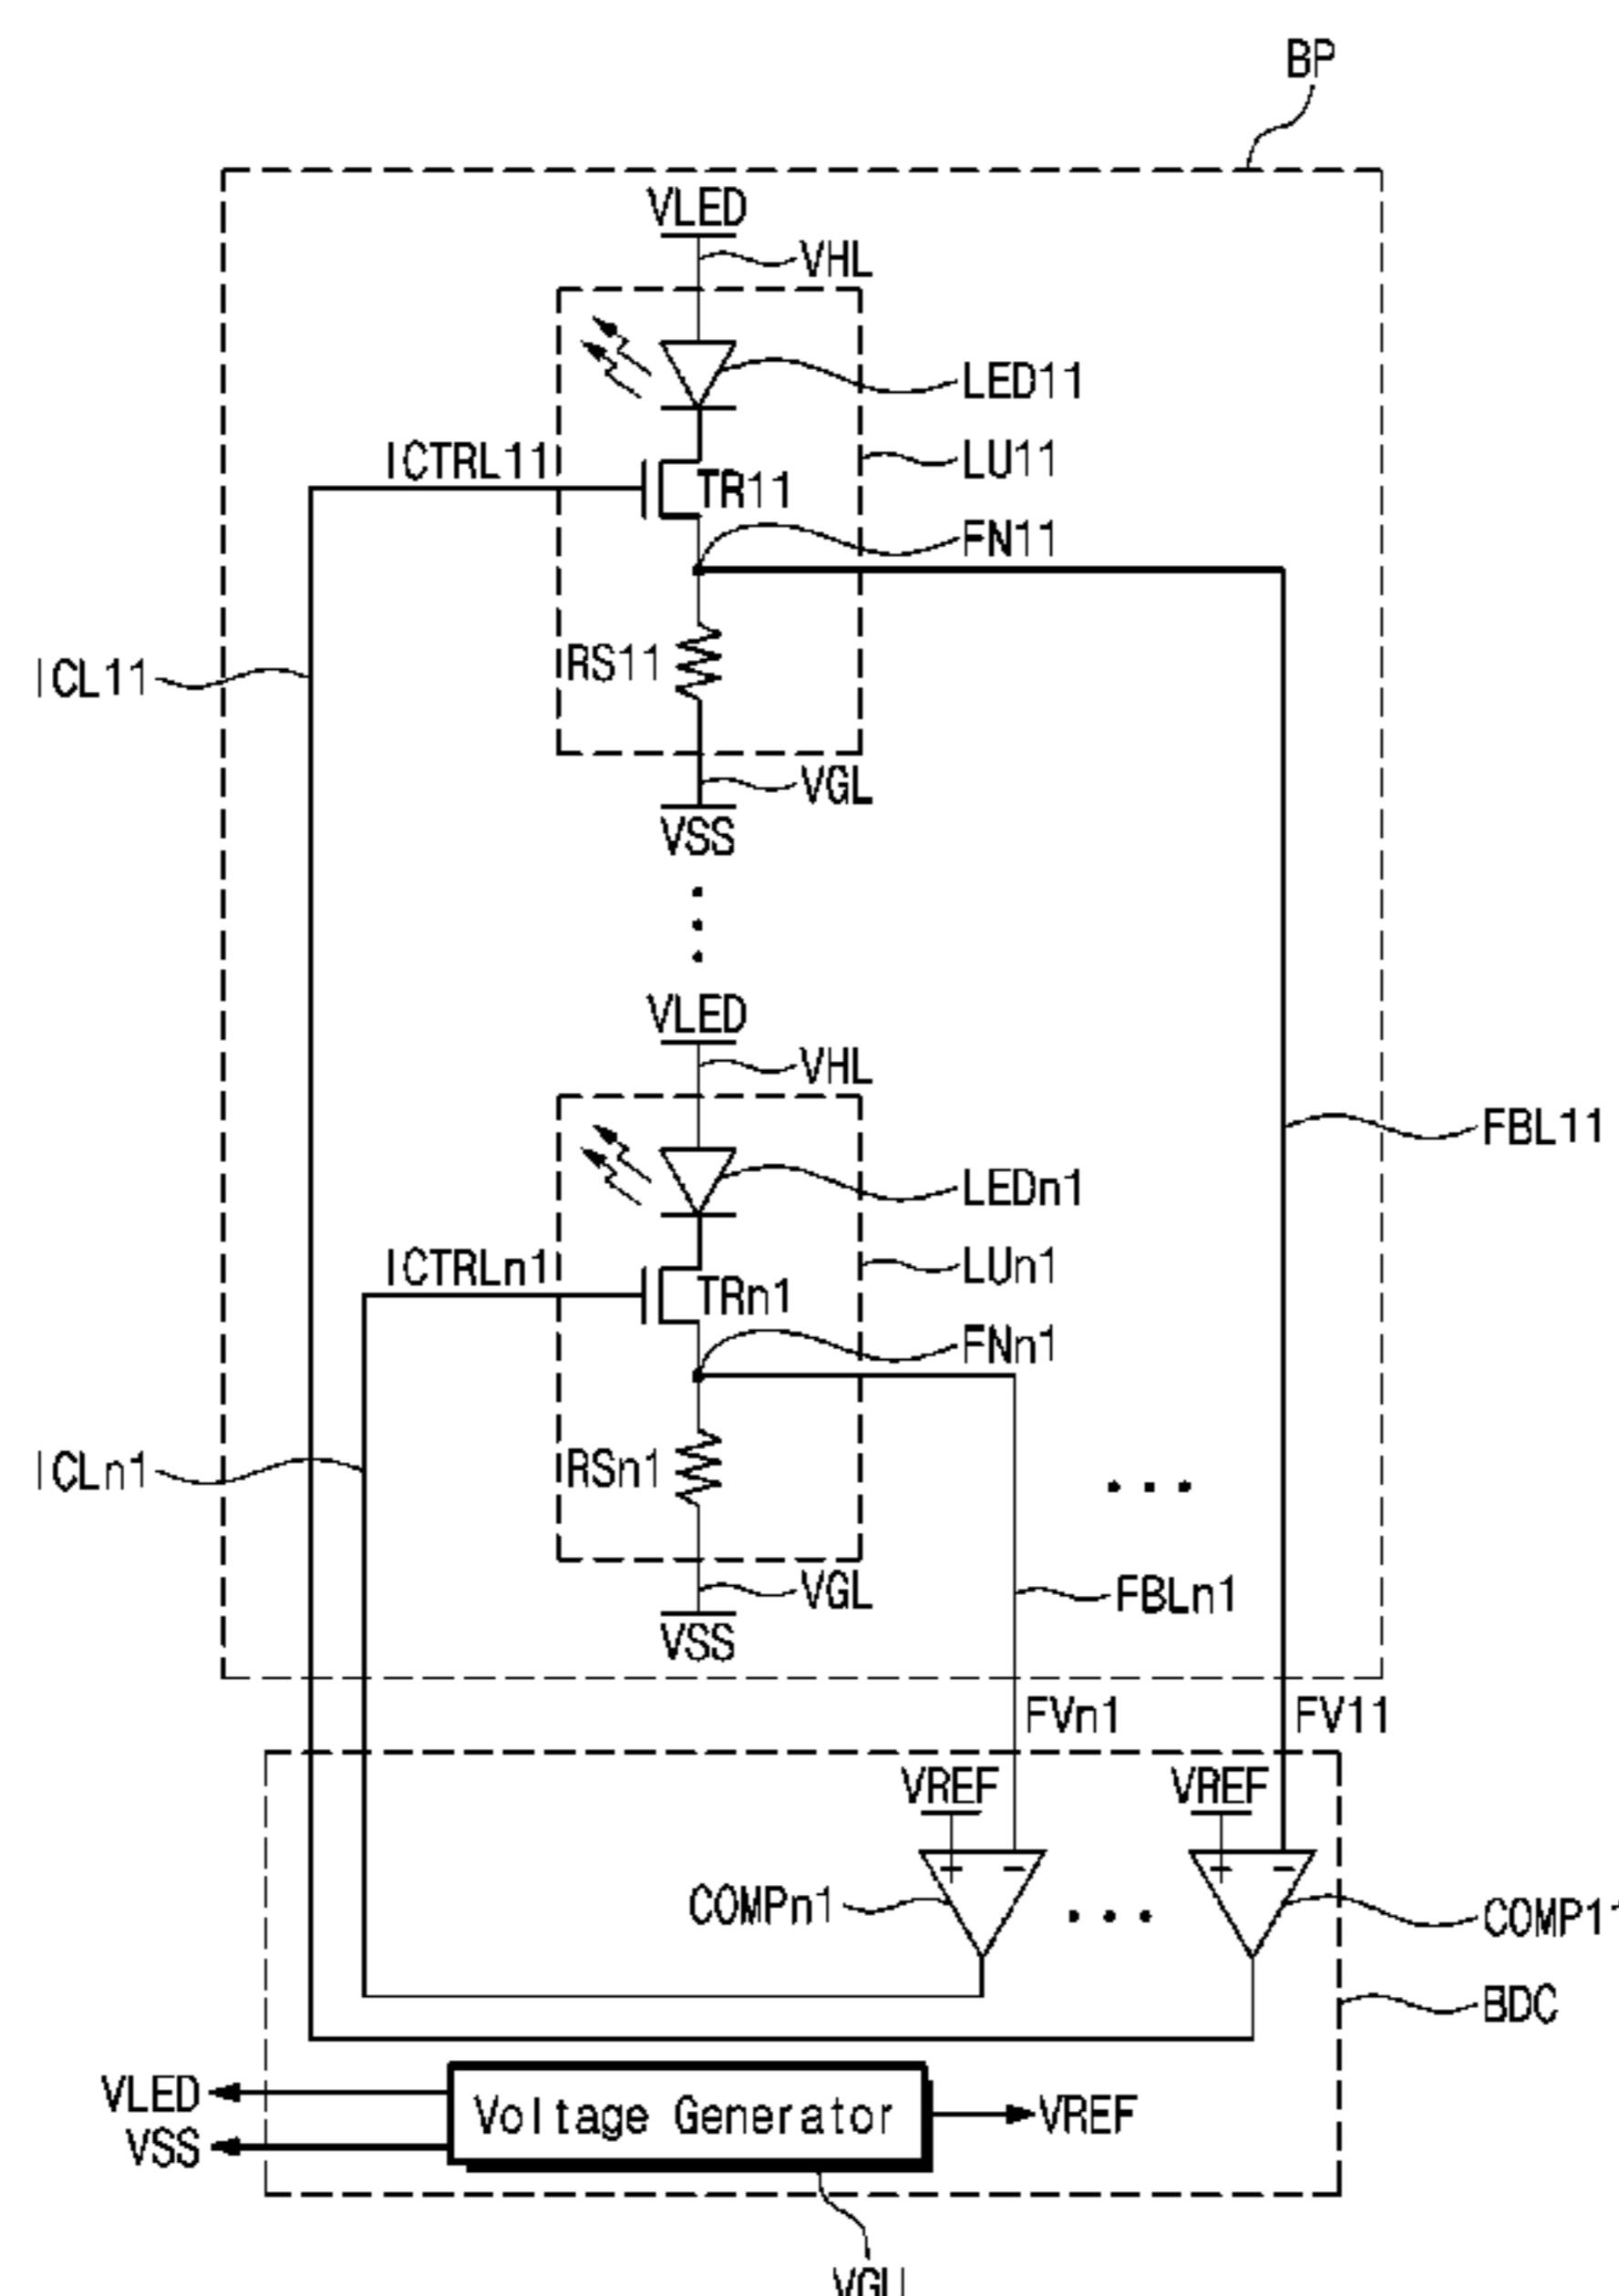 BP
VLED
VHL
LED11
ICTRL11
LU11
TR11
FN11
RS11
ICL11
VGL
VSS
VLED
VHL
FBL11
LEDn1
ICTRLn1
LUn1
TRn1
FNn1
ICLn1
RSn1
VGL
FBLn1
VSS
FVn1
FV11
VREF
VREF
COMPn1
COMP11
BDC
VLED
Voltage Generator
VREF
VSS
VGU